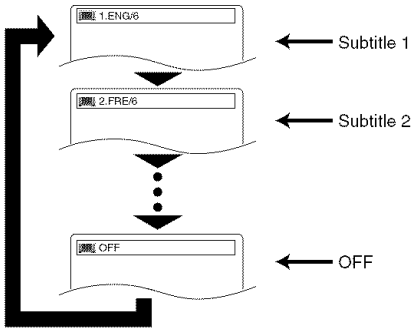 1.ENG/6
Subtitle 1
2.FRE/6
Subtitle 2
OFF
OFF